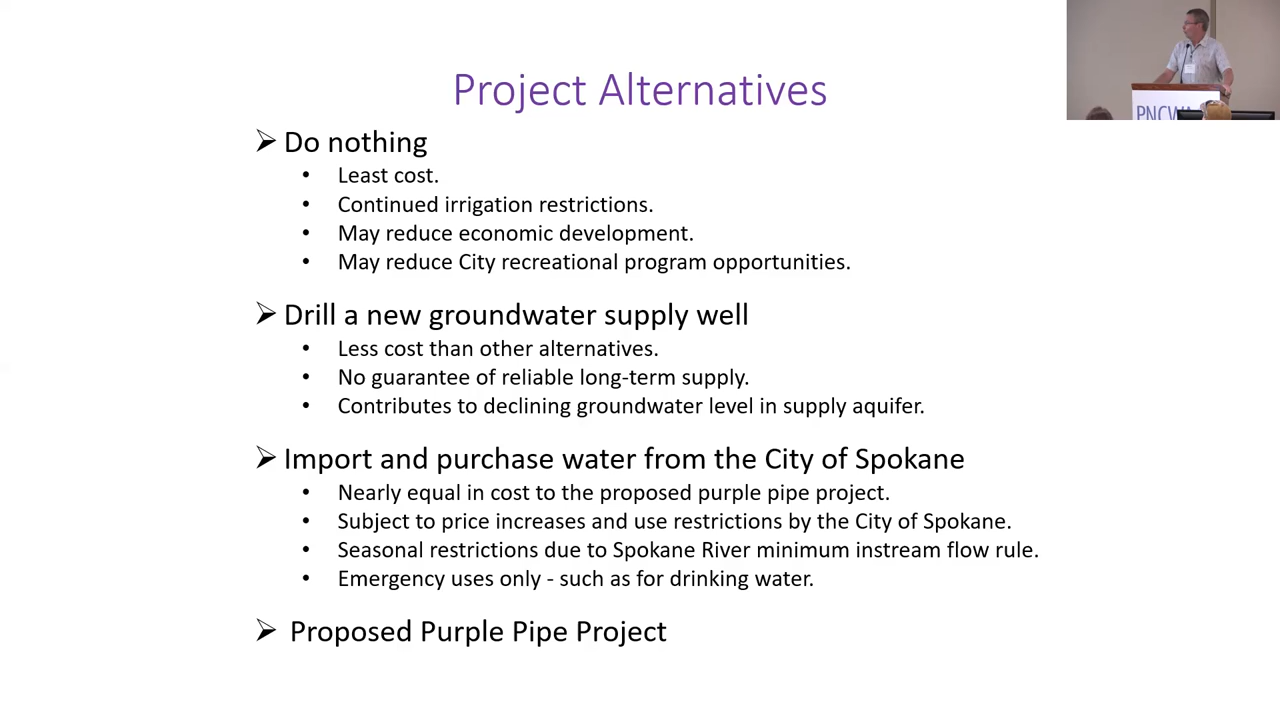 PNCWA
Project Alternatives
➢ Do nothing
• Least cost.
• Continued irrigation restrictions.
• May reduce economic development.
• May reduce City recreational program opportunities.
➢ Drill a new groundwater supply well
• Less cost than other alternatives.
• No guarantee of reliable long-term supply.
• Contributes to declining groundwater level in supply aquifer.
➢ Import and purchase water from the City of Spokane
• Nearly equal in cost to the proposed purple pipe project.
• Subject to price increases and use restrictions by the City of Spokane.
• Seasonal restrictions due to Spokane River minimum instream flow rule.
• Emergency uses only - such as for drinking water.
➢ Proposed Purple Pipe Project